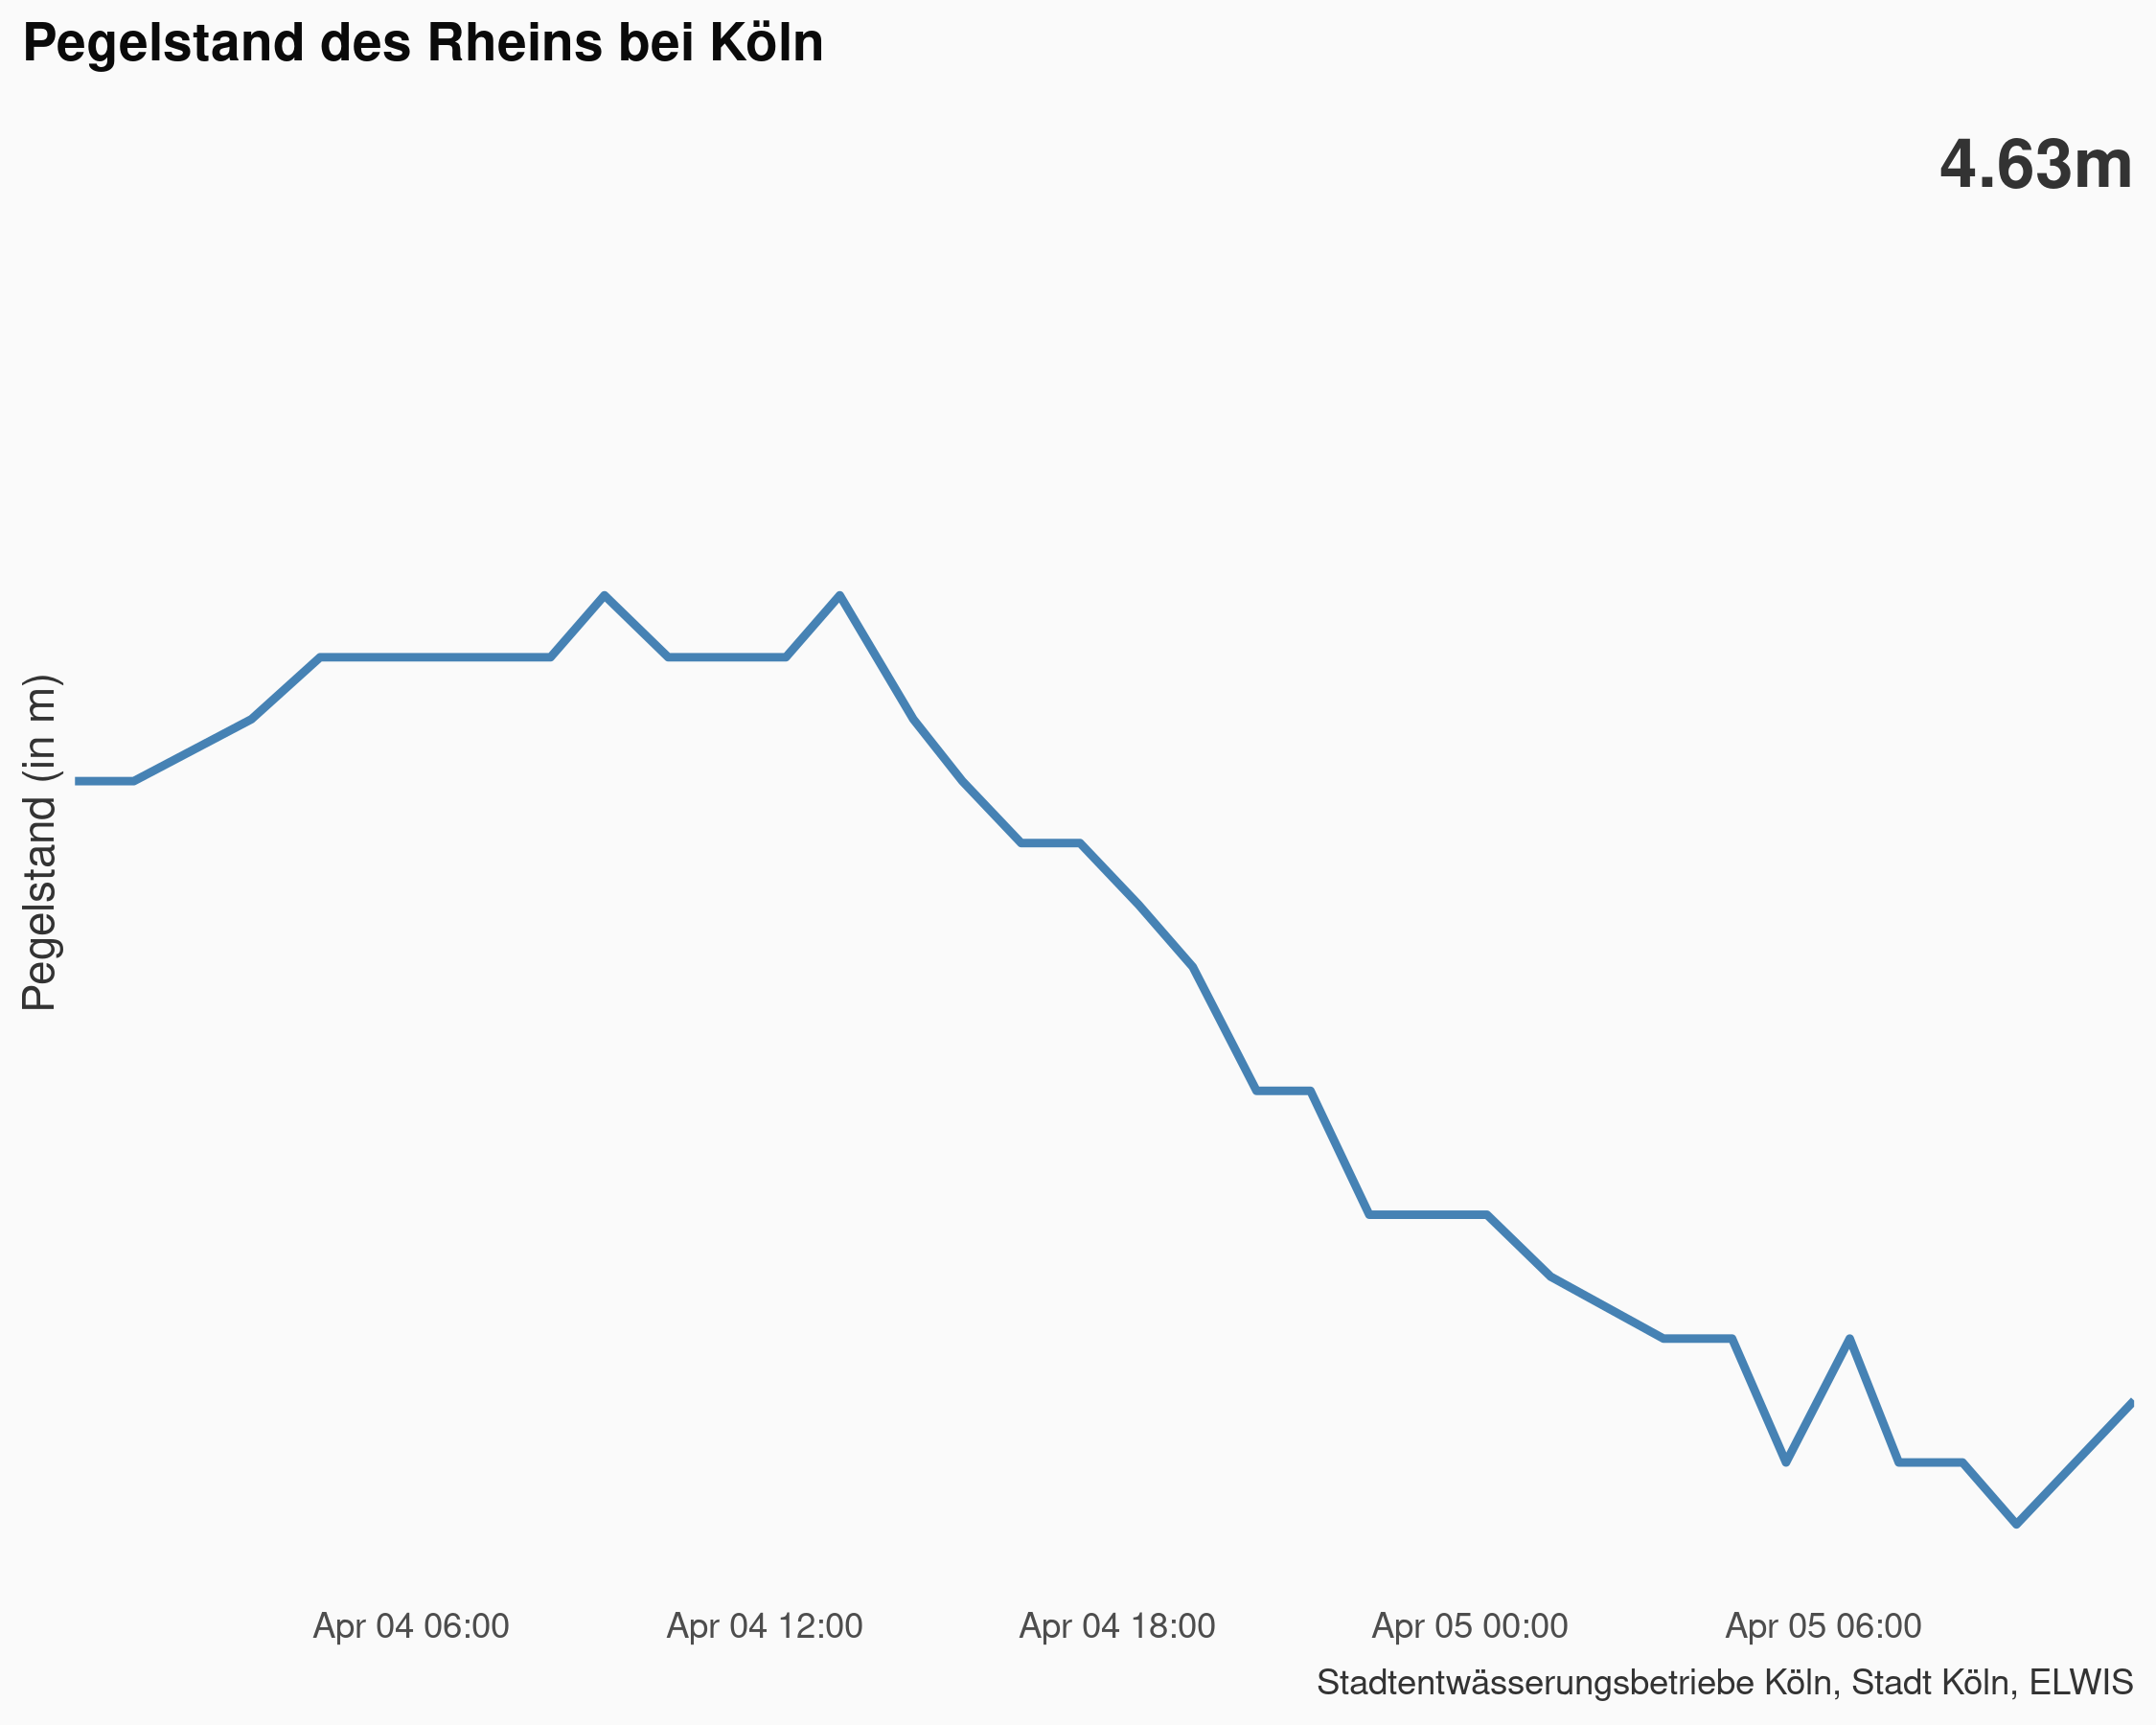 Pegelstand des Rheins bei Köln
4.63m
Pegelstand (in m)
Apr 04 06:00
Apr 04 12:00
Apr 04 18:00
Apr 05 00:00
Apr 05 06:00
Stadtentwässerungsbetriebe Köln, Stadt Köln, ELWIS